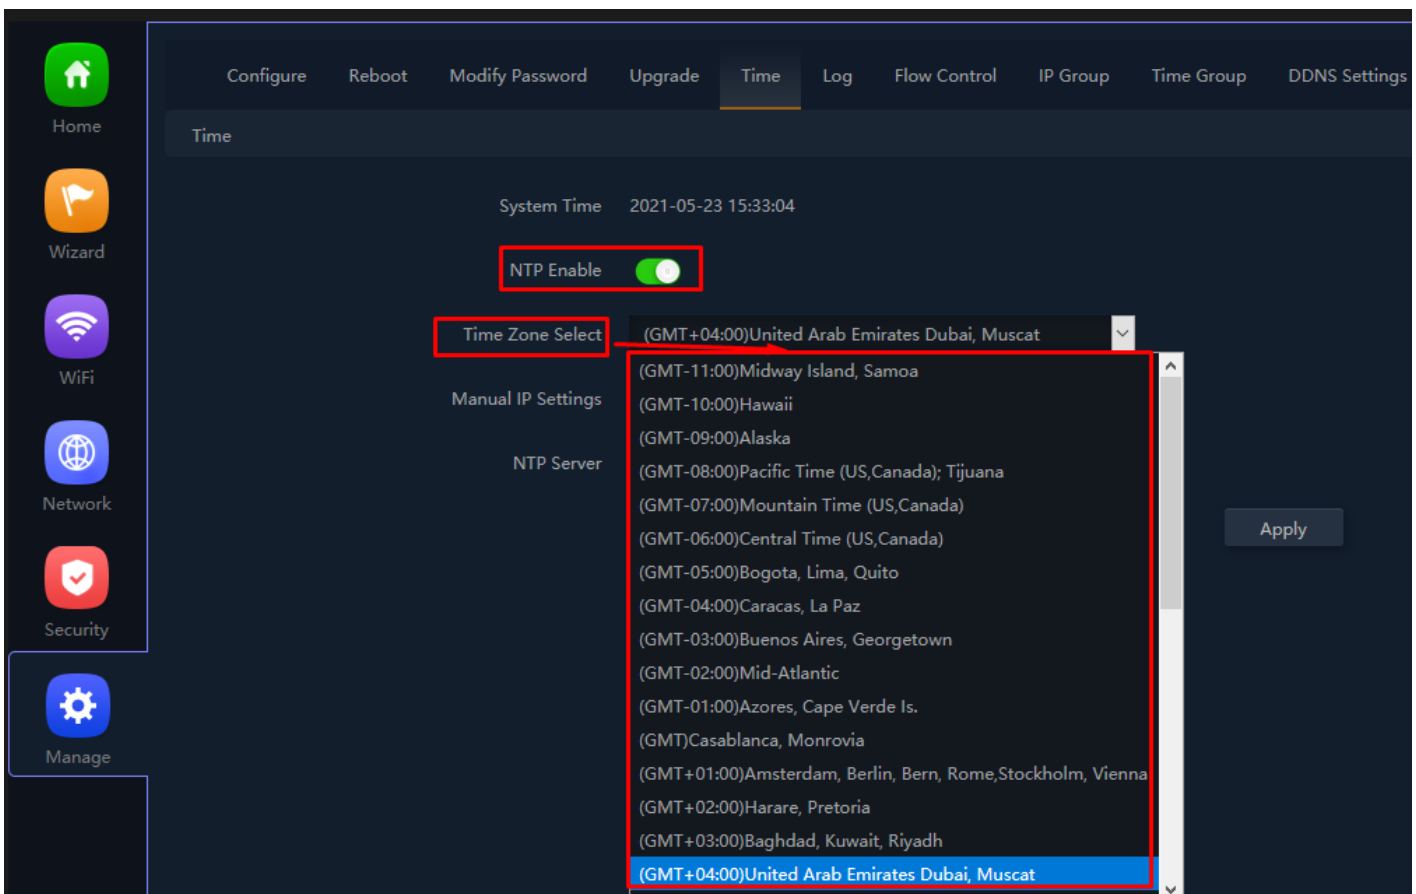 Configure Reboot Modify Password Upgrade Time Log Flow Control IP Group Time Group DDNS Settings
Home
Time
Wizard
WiFi
Network
Security
Manage
System Time 2021-05-23 15:33:04
NTP Enable
Time Zone Select (GMT+04:00)United Arab Emirates Dubai, Muscat
Manual IP Settings
NTP Server
(GMT-11:00)Midway Island, Samoa
(GMT-10:00)Hawaii
(GMT-09:00)Alaska
(GMT-08:00)Pacific Time (US,Canada); Tijuana
(GMT-07:00)Mountain Time (US,Canada)
(GMT-06:00)Central Time (US,Canada)
(GMT-05:00)Bogota, Lima, Quito
(GMT-04:00)Caracas, La Paz
(GMT-03:00)Buenos Aires, Georgetown
(GMT-02:00)Mid-Atlantic
(GMT-01:00)Azores, Cape Verde Is.
(GMT)Casablanca, Monrovia
(GMT+01:00)Amsterdam, Berlin, Bern, Rome,Stockholm, Vienna
(GMT+02:00)Harare, Pretoria
(GMT+03:00)Baghdad, Kuwait, Riyadh
(GMT+04:00)United Arab Emirates Dubai, Muscat
Apply